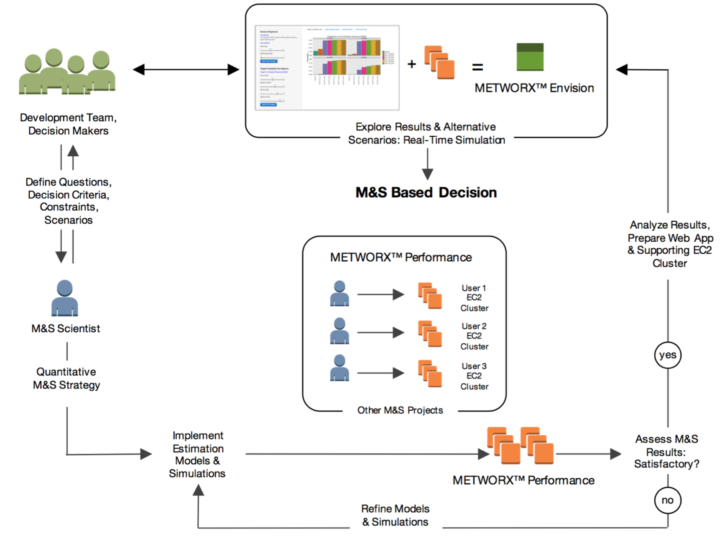 METWORX™ Envision
Explore Results & Alternative
Scenarios: Real-Time Simulation
Development Team,
Decision Makers
Define Questions,
Decision Criteria,
Constraints,
Scenarios
M&S Based Decision
M&S Scientist
Quantitative
M&S Strategy
METWORX™ Performance
User 1
EC2
Cluster
User 2
EC2
Cluster
User 3
EC2
Cluster
Other M&S Projects
Analyze Results,
Prepare Web App
& Supporting EC2
Cluster
yes
Implement
Estimation
Models &
Simulations
METWORX™ Performance
Assess M&S
Results:
Satisfactory?
no
Refine Models
& Simulations